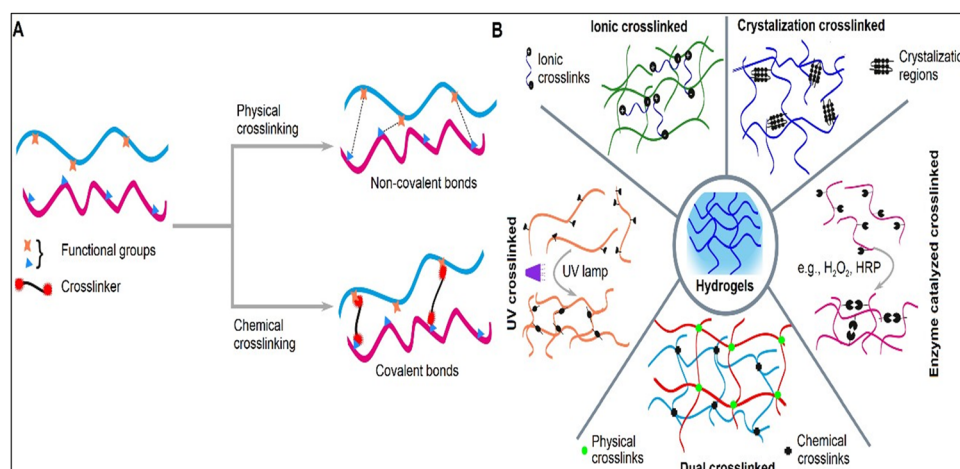 A
Physical
crosslinking
Non-covalent bonds
Functional groups
Crosslinker
Chemical
crosslinking
Covalent bonds
B
Ionic crosslinked
Crystalization crosslinked
Ionic
crosslinks
Crystalization
regions
UV crosslinked
UV lamp
Hydrogels
e.g., H₂O₂, HRP
Enzyme catalyzed crosslinked
Physical
crosslinks
Chemical
crosslinks
Dual crosslinked